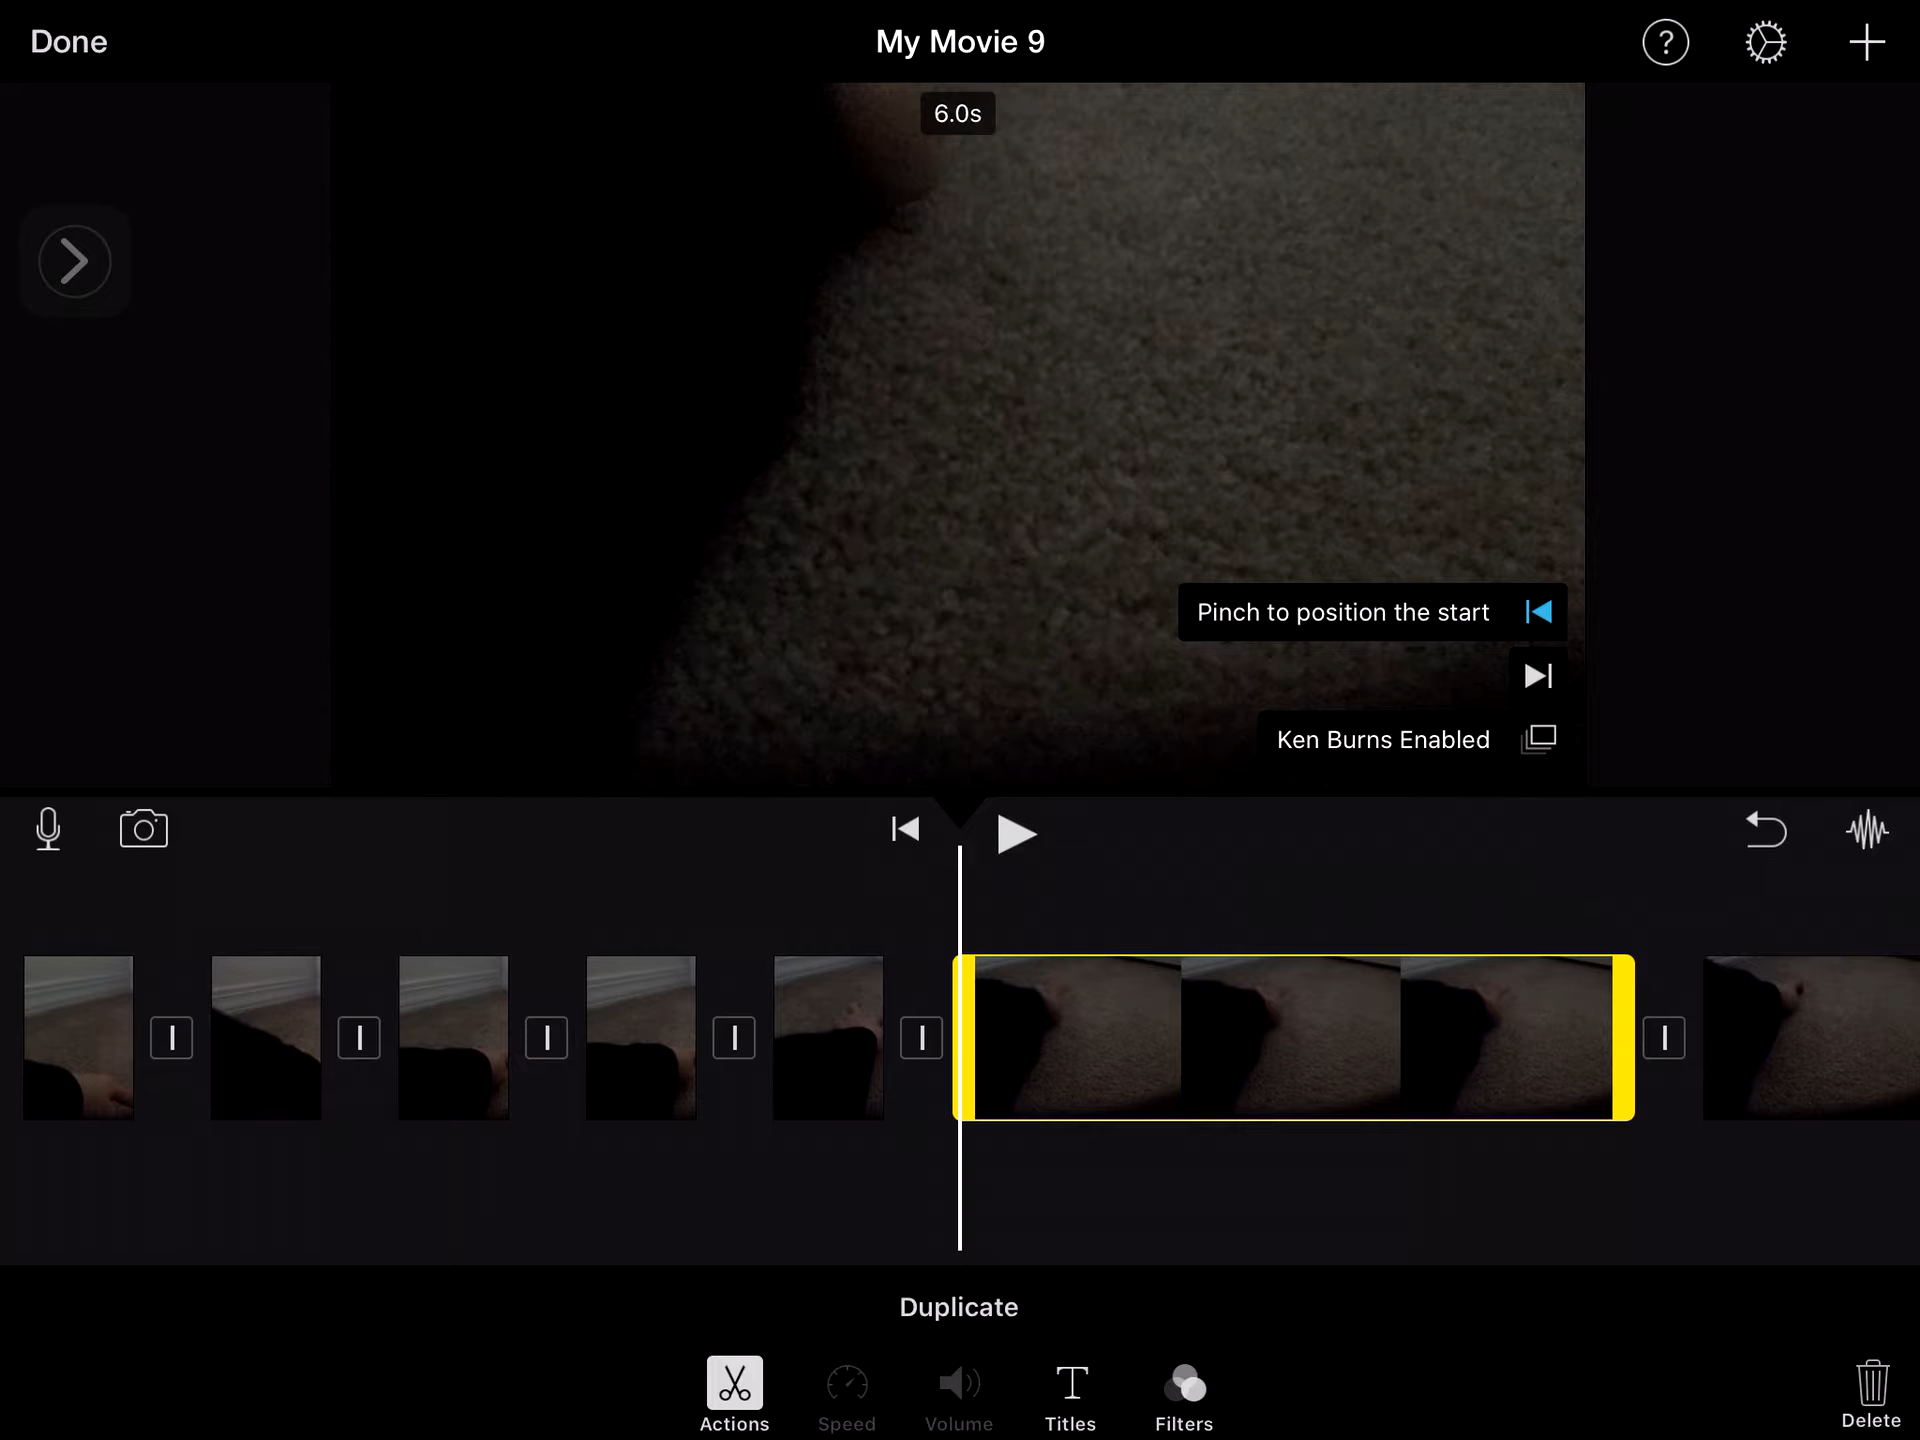 Done
My Movie 9
?
6.0s
Pinch to position the start
Ken Burns Enabled
Duplicate
Actions
Speed
Volume
T
Titles
Filters
Delete